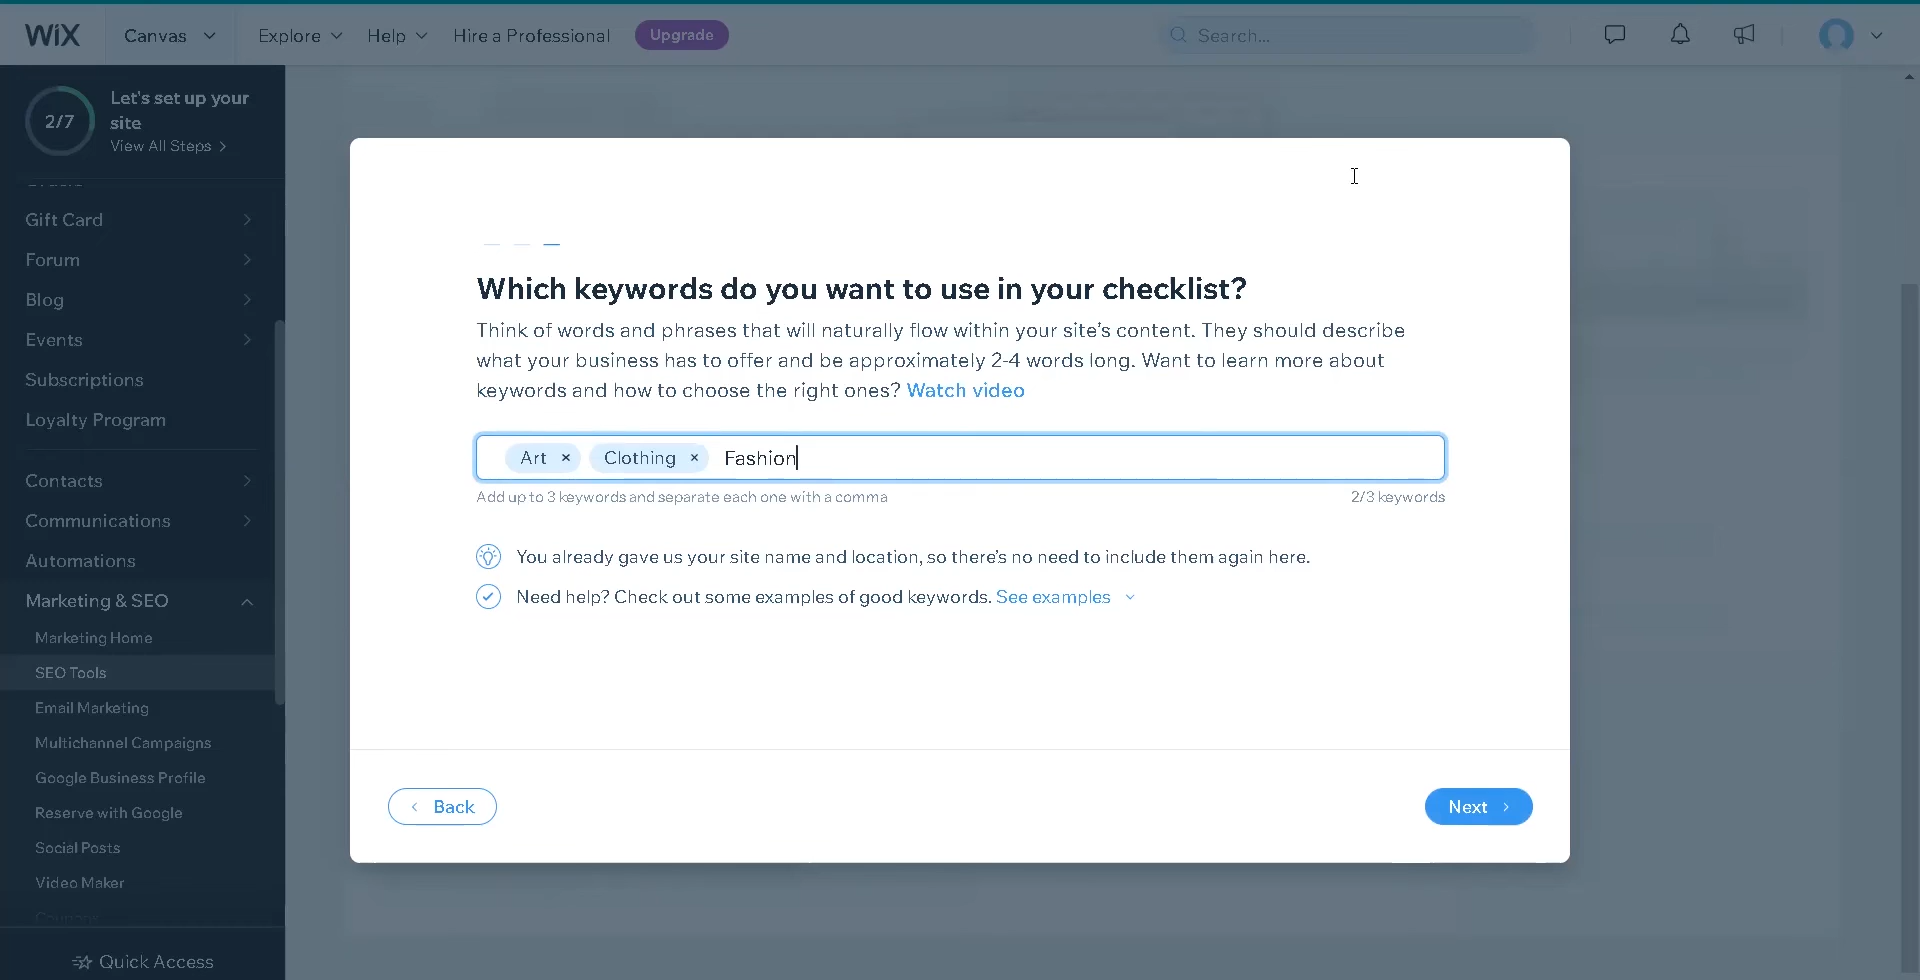 WiX
Canvas
Explore
Help
Hire a Professional
Upgrade
Search...
2/7
Let's set up your
site
View All Steps
Gift Card
Forum
Blog
Events
Subscriptions
Loyalty Program
Contacts
Communications
Automations
Marketing & SEO
Marketing Home
SEO Tools
Email Marketing
Multichannel Campaigns
Google Business Profile
Reserve with Google
Social Posts
Video Maker
Quick Access
Which keywords do you want to use in your checklist?
Think of words and phrases that will naturally flow within your site's content. They should describe
what your business has to offer and be approximately 2-4 words long. Want to learn more about
keywords and how to choose the right ones? Watch video
Art × Clothing × Fashion
Add up to 3 keywords and separate each one with a comma
2/3 keywords
You already gave us your site name and location, so there's no need to include them again here.
Need help? Check out some examples of good keywords. See examples
Back
Next